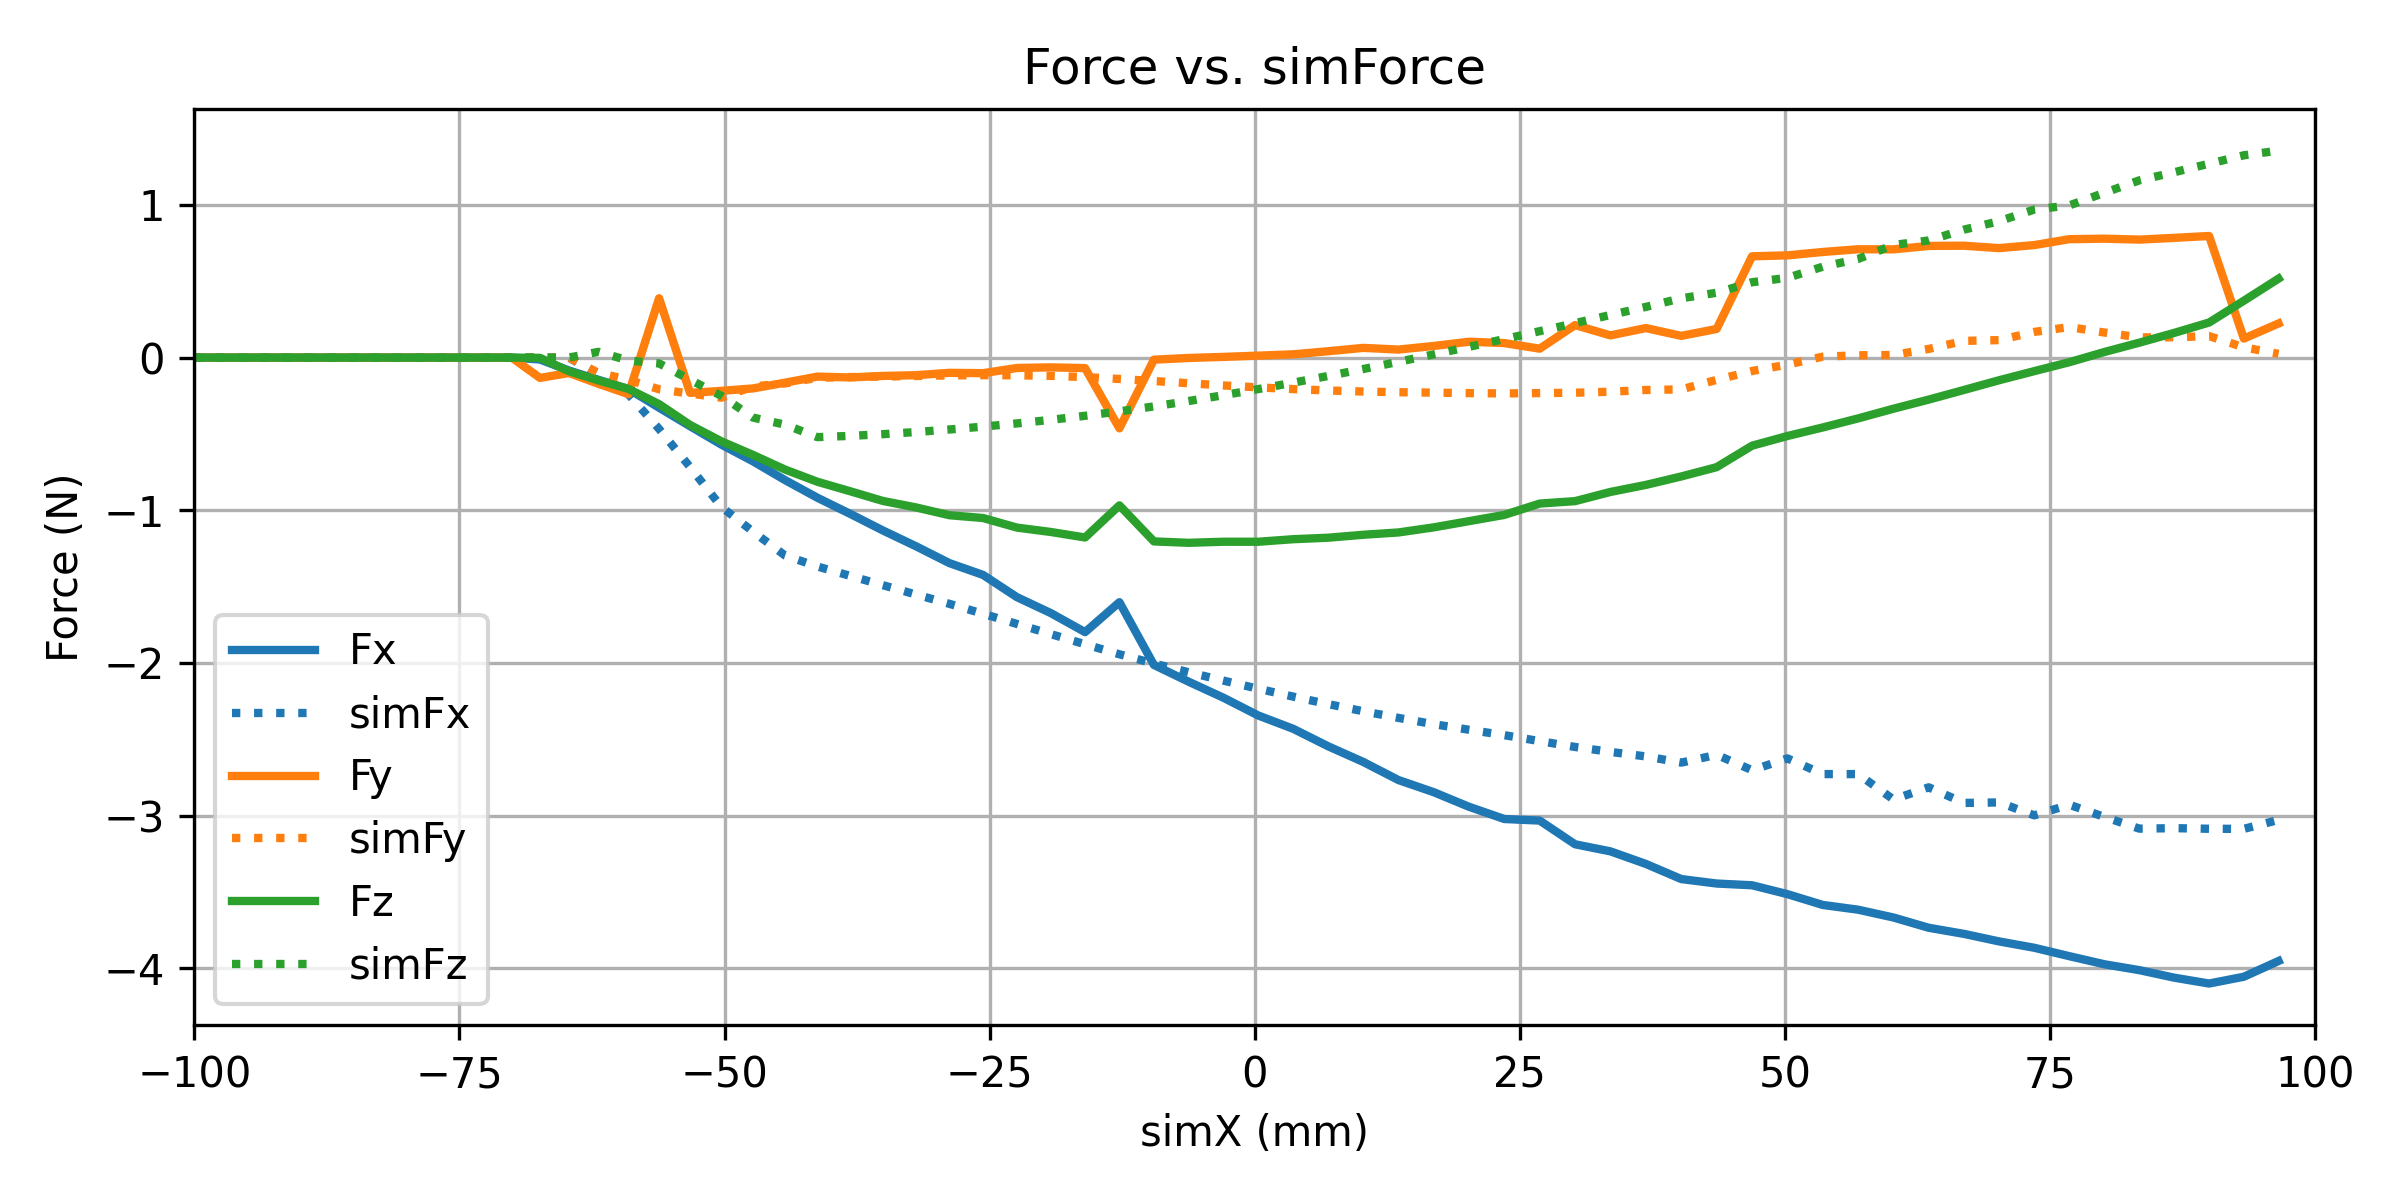 Force vs. simForce
1
0
−1
−2
−3
−4
Force (N)
Fx
simFx
Fy
simFy
Fz
simFz
−100 −75 −50 −25 0 25 50 75 100
simX (mm)